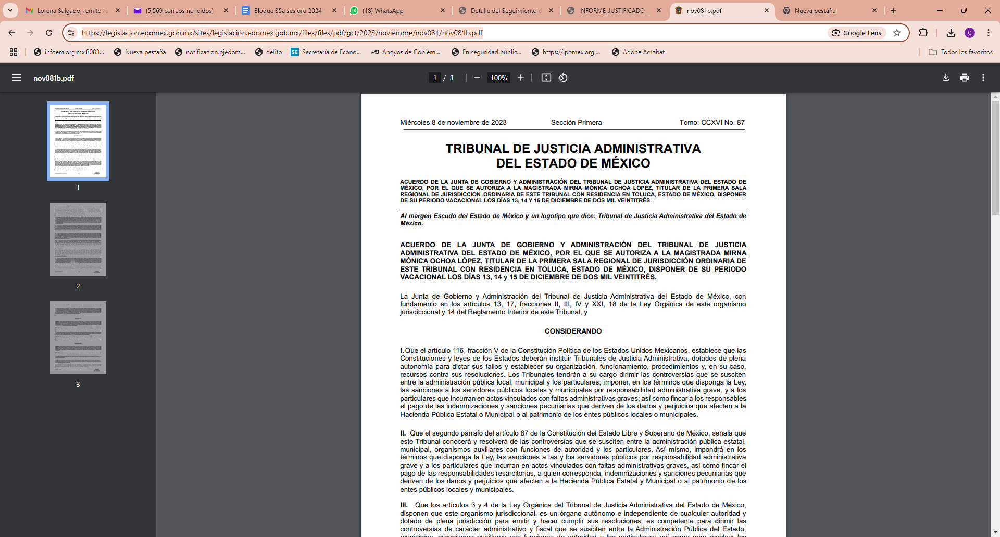 Lorena Salgado, remito re
(5,569 correos no leídos)
Bloque 35a ses ord 2024
(18) WhatsApp
Detalle del Seguimiento d
INFORME_JUSTIFICADO_
nov081b.pdf
Nueva pestaña
https://legislacion.edomex.gob.mx/sites/legislacion.edomex.gob.mx/files/files/pdf/gct/2023/noviembre/nov081/nov081b.pdf
Google Lens
C
infoem.org.mx:8083...
Nueva pestaña
notificacion.pjedom...
delito
SE Secretaría de Econo...
Apoyos de Gobiern...
En seguridad públic...
https://ipomex.org....
Adobe Acrobat
Todos los favoritos
nov081b.pdf
1 / 3
100%
1
2
3
Miércoles 8 de noviembre de 2023 Sección Primera Tomo: CCXVI No. 87
TRIBUNAL DE JUSTICIA ADMINISTRATIVA
DEL ESTADO DE MÉXICO
ACUERDO DE LA JUNTA DE GOBIERNO Y ADMINISTRACIÓN DEL TRIBUNAL DE JUSTICIA ADMINISTRATIVA DEL ESTADO DE
MÉXICO, POR EL QUE SE AUTORIZA A LA MAGISTRADA MIRNA MÓNICA OCHOA LÓPEZ, TITULAR DE LA PRIMERA SALA
REGIONAL DE JURISDICCIÓN ORDINARIA DE ESTE TRIBUNAL CON RESIDENCIA EN TOLUCA, ESTADO DE MÉXICO, DISPONER
DE SU PERIODO VACACIONAL LOS DÍAS 13, 14 Y 15 DE DICIEMBRE DE DOS MIL VEINTITRÉS.
Al margen Escudo del Estado de México y un logotipo que dice: Tribunal de Justicia Administrativa del Estado de
México.
ACUERDO DE LA JUNTA DE GOBIERNO Y ADMINISTRACIÓN DEL TRIBUNAL DE JUSTICIA
ADMINISTRATIVA DEL ESTADO DE MÉXICO, POR EL QUE SE AUTORIZA A LA MAGISTRADA MIRNA
MÓNICA OCHOA LÓPEZ, TITULAR DE LA PRIMERA SALA REGIONAL DE JURISDICCIÓN ORDINARIA DE
ESTE TRIBUNAL CON RESIDENCIA EN TOLUCA, ESTADO DE MÉXICO, DISPONER DE SU PERIODO
VACACIONAL LOS DÍAS 13, 14 y 15 DE DICIEMBRE DE DOS MIL VEINTITRÉS.
La Junta de Gobierno y Administración del Tribunal de Justicia Administrativa del Estado de México, con
fundamento en los artículos 13, 17, fracciones II, III, IV y XXI, 18 de la Ley Orgánica de este organismo
jurisdiccional y 14 del Reglamento Interior de este Tribunal, y
CONSIDERANDO
I. Que el artículo 116, fracción V de la Constitución Política de los Estados Unidos Mexicanos, establece que las
Constituciones y leyes de los Estados deberán instituir Tribunales de Justicia Administrativa, dotados de plena
autonomía para dictar sus fallos y establecer su organización, funcionamiento, procedimientos y, en su caso,
recursos contra sus resoluciones. Los Tribunales tendrán a su cargo dirimir las controversias que se susciten
entre la administración pública local, municipal y los particulares; imponer, en los términos que disponga la Ley,
las sanciones a los servidores públicos locales y municipales por responsabilidad administrativa grave, y a los
particulares que incurran en actos vinculados con faltas administrativas graves; así como fincar a los responsables
el pago de las indemnizaciones y sanciones pecuniarias que deriven de los daños y perjuicios que afecten a la
Hacienda Pública Estatal o Municipal o al patrimonio de los entes públicos locales o municipales.
II. Que el segundo párrafo del artículo 87 de la Constitución del Estado Libre y Soberano de México, señala que
este Tribunal conocerá y resolverá de las controversias que se susciten entre la administración pública estatal,
municipal, organismos auxiliares con funciones de autoridad y los particulares. Así mismo, impondrá en los
términos que disponga la Ley, las sanciones a las y los servidores públicos por responsabilidad administrativa
grave y a los particulares que incurran en actos vinculados con faltas administrativas graves, así como fincar el
pago de las responsabilidades resarcitorias, a quien corresponda, indemnizaciones y sanciones pecuniarias que
deriven de los daños y perjuicios que afecten a la Hacienda Pública Estatal y Municipal o al patrimonio de los
entes públicos locales y municipales.
III. Que los artículos 3 y 4 de la Ley Orgánica del Tribunal de Justicia Administrativa del Estado de México,
disponen que este organismo jurisdiccional, es un órgano autónomo e independiente de cualquier autoridad y
dotado de plena jurisdicción para emitir y hacer cumplir sus resoluciones; es competente para dirimir las
controversias de carácter administrativo y fiscal que se susciten entre la Administración Pública del Estado,
municipios, organismos auxiliares con funciones de autoridad y los particulares; así como para resolver los